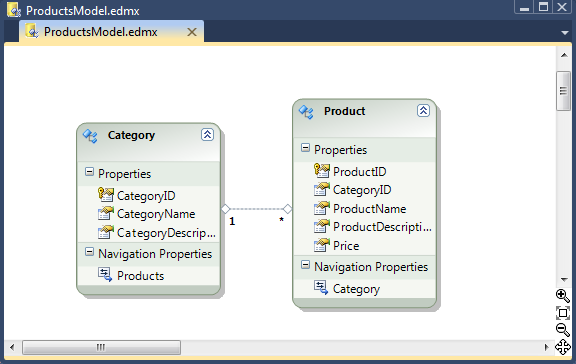 ProductsModel.edmx
ProductsModel.edmx
Category
Properties
CategoryID
CategoryName
CategoryDescrip...
Navigation Properties
Products
1
*
Product
Properties
ProductID
CategoryID
ProductName
ProductDescripti...
Price
Navigation Properties
Category